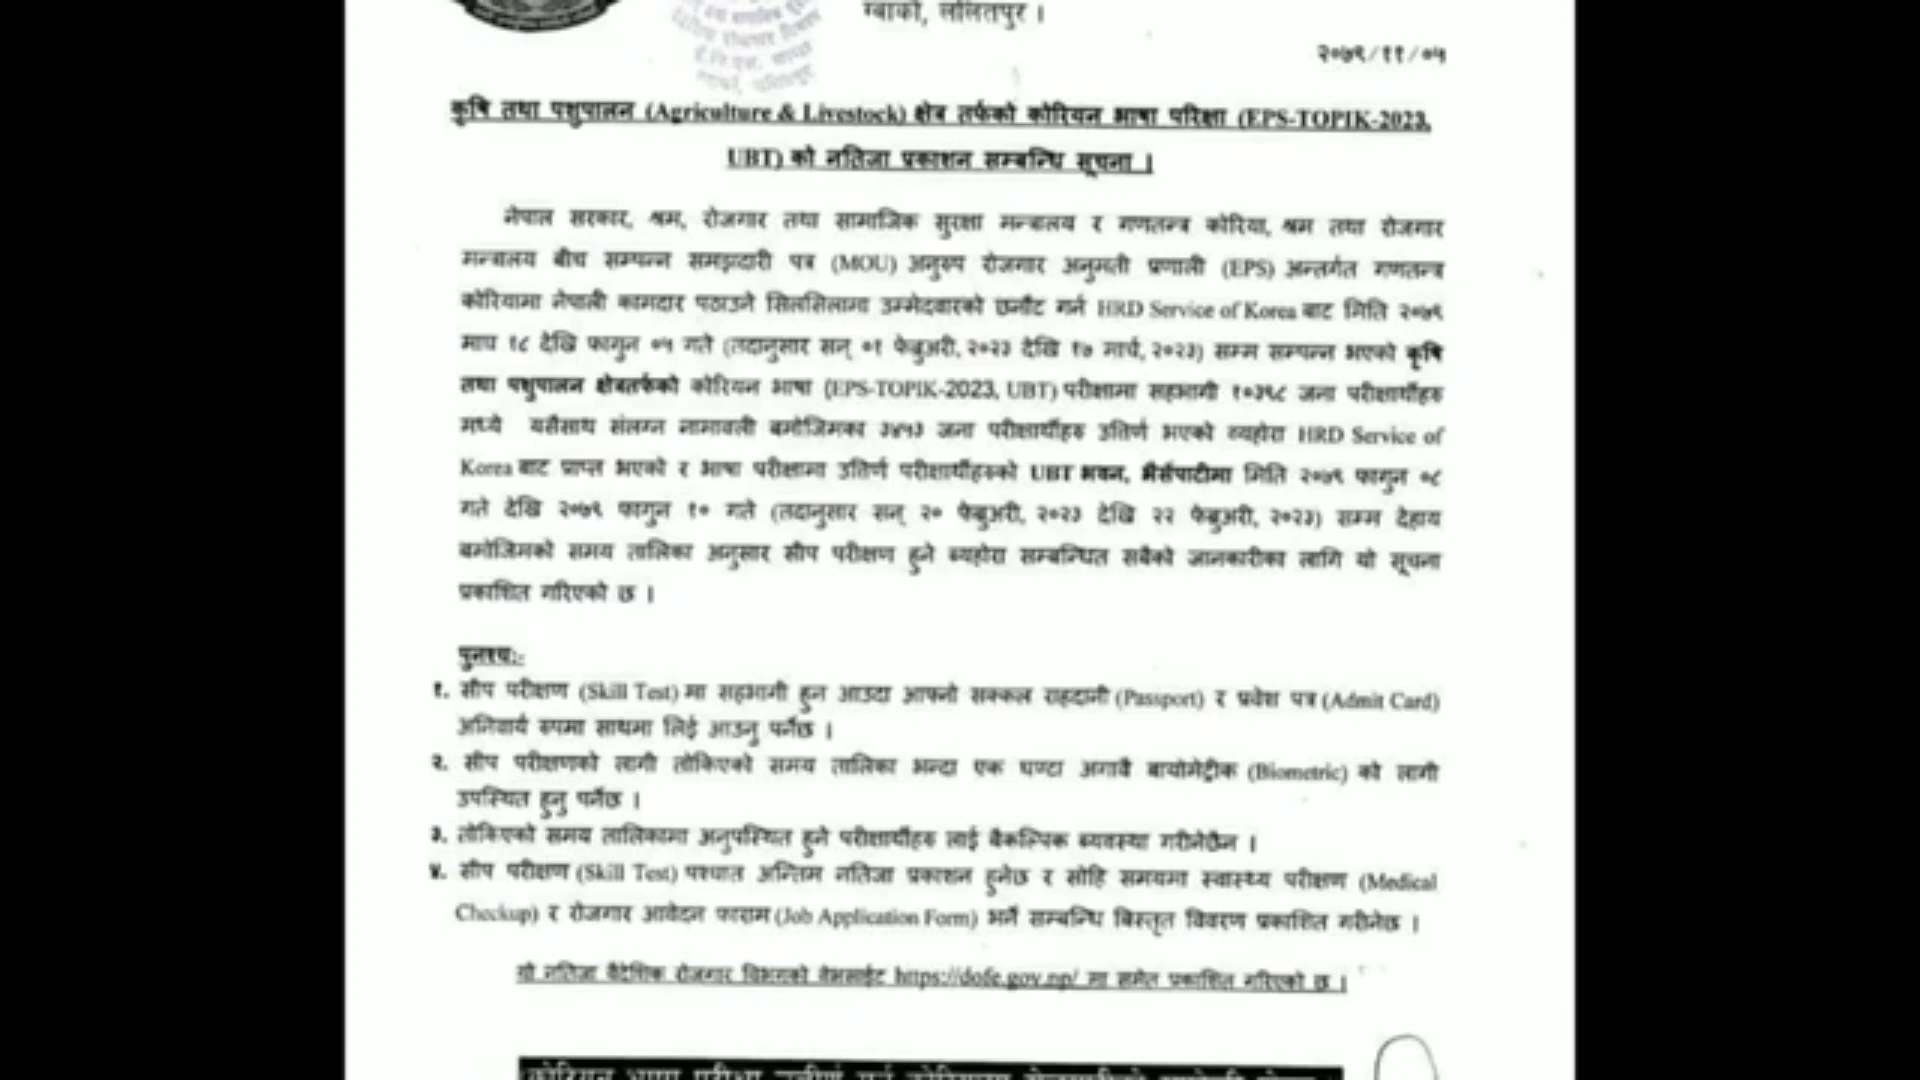 ग्वार्को, ललितपुर ।
२०७९/११/०५
कृषि तथा पशुपालन (Agriculture & Livestock) क्षेत्र तर्फको कोरियन भाषा परिक्षा (EPS-TOPIK-2023,
UBT) को नतिजा प्रकाशन सम्बन्धि सूचना ।
नेपाल सरकार, श्रम, रोजगार तथा सामाजिक सुरक्षा मन्त्रालय र गणतन्त्र कोरिया, श्रम तथा रोजगार
मन्त्रालय बीच सम्पन्न समझदारी पत्र (MOU) अनुरुप रोजगार अनुमती प्रणाली (EPS) अन्तर्गत गणतन्त्र
कोरियामा नेपाली कामदार पठाउने सिलसिलामा उम्मेदवारको छनौट गर्न HRD Service of Korea बाट मिति २०७९
माघ १८ देखि फागुन ०५ गते (तदानुसार सन् ०१ फेब्रुअरी, २०२३ देखि १७ मार्च, २०२३) सम्म सम्पन्न भएको कृषि
तथा पशुपालन क्षेत्रतर्फको कोरियन भाषा (EPS-TOPIK-2023, UBT) परीक्षामा सहभागी १०३९८ जना परीक्षार्थीहरु
मध्ये यसैसाथ संलग्न नामावली बमोजिमका ३४५३ जना परीक्षार्थीहरु उतिर्ण भएको व्यहोरा HRD Service of
Korea बाट प्राप्त भएको र भाषा परीक्षामा उतिर्ण परीक्षार्थीहरुको UBT भवन, भैसेपाटीमा मिति २०७९ फागुन ०८
गते देखि २०७९ फागुन १० गते (तदानुसार सन् २० फेब्रुअरी, २०२३ देखि २२ फेब्रुअरी, २०२३) सम्म देहाय
बमोजिमको समय तालिका अनुसार सीप परीक्षण हुने ब्यहोरा सम्बन्धित सबैको जानकारीका लागि यो सूचना
प्रकाशित गरिएको छ ।
पुनश्यः-
१. सीप परीक्षण (Skill Test) मा सहभागी हुन आउदा आफ्नो सक्कल राहदानी (Passport) र प्रवेश पत्र (Admit Card)
अनिवार्य रुपमा साथमा लिई आउनु पर्नेछ ।
२. सीप परीक्षणको लागी तोकिएको समय तालिका भन्दा एक घण्टा अगावै बायोमेट्रीक (Biometric) को लागी
उपस्थित हुनु पर्नेछ ।
३. तोकिएको समय तालिकामा अनुपस्थित हुने परीक्षार्थीहरु लाई बैकल्पिक ब्यवस्था गरीनेछैन ।
४. सीप परीक्षण (Skill Test) पश्चात अन्तिम नतिजा प्रकाशन हुनेछ र सोहि समयमा स्वास्थ्य परीक्षण (Medical
Checkup) र रोजगार आवेदन फाराम (Job Application Form) भर्ने सम्बन्धि बिस्तृत विवरण प्रकाशित गरीनेछ ।
यो नतिजा वैदेशिक रोजगार विभागको वेभसाईट https://dofe.gov.np/ मा समेत प्रकाशित गरिएको छ ।